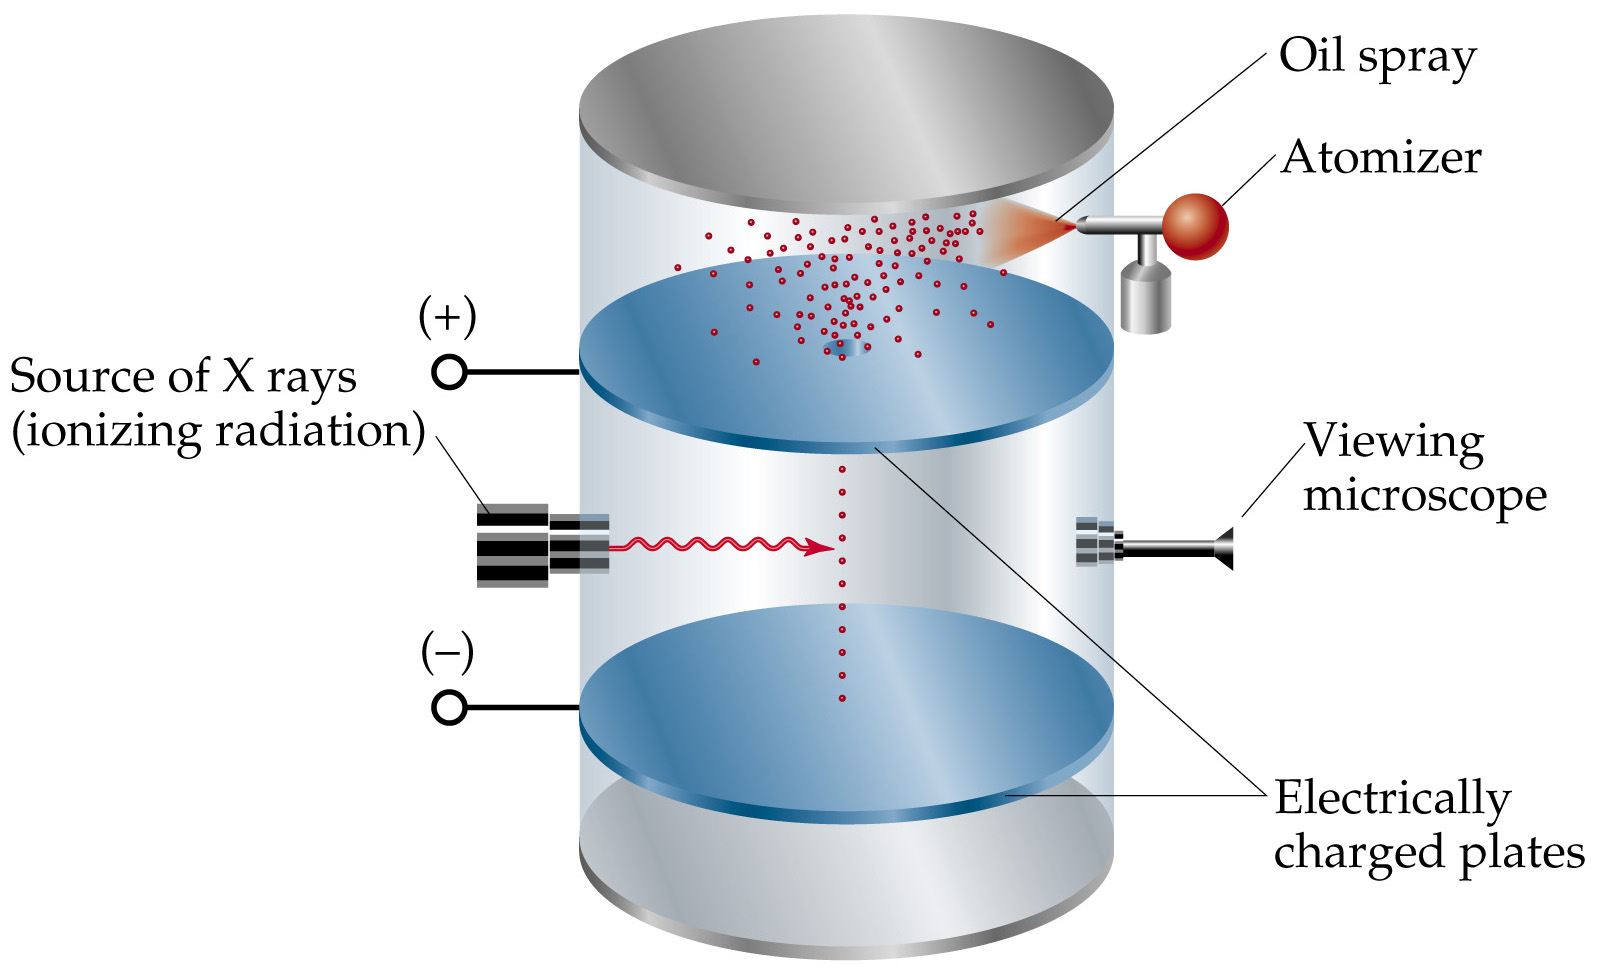 Oil spray
Atomizer
(+)
Source of X rays
(ionizing radiation)
Viewing
microscope
(−)
Electrically
charged plates